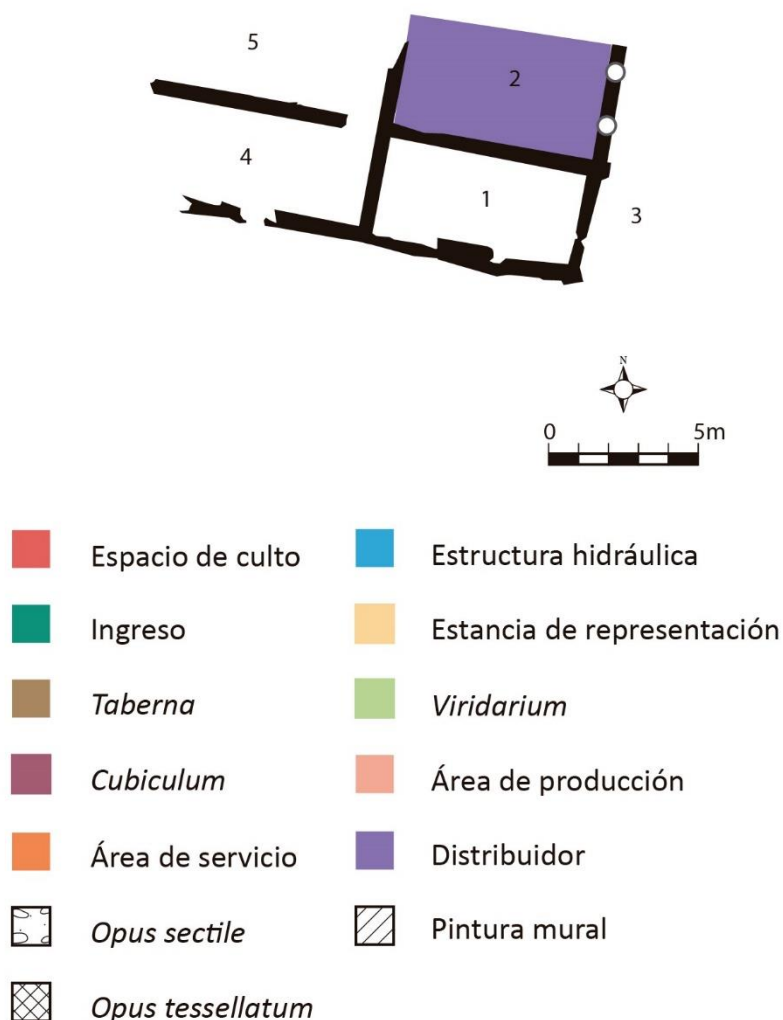 5
2
4
1
3
N
0 5m
Espacio de culto
Estructura hidráulica
Ingreso
Estancia de representación
Taberna
Viridarium
Cubiculum
Área de producción
Área de servicio
Distribuidor
Opus sectile
Pintura mural
Opus tessellatum